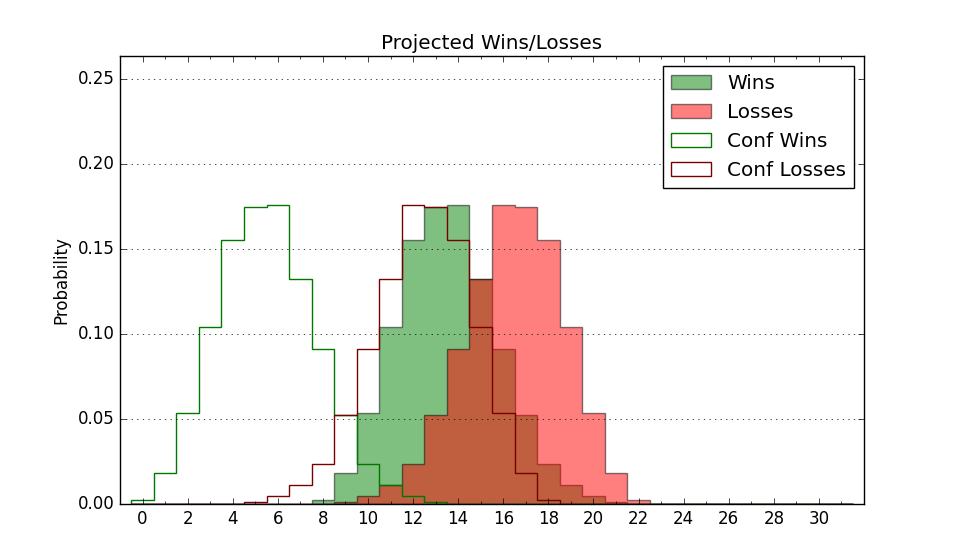 Projected Wins/Losses
0.25
0.20
0.15
0.10
0.05
0.00
Probability
Wins
Losses
Conf Wins
Conf Losses
0 2 4 6 8 10 12 14 16 18 20 22 24 26 28 30